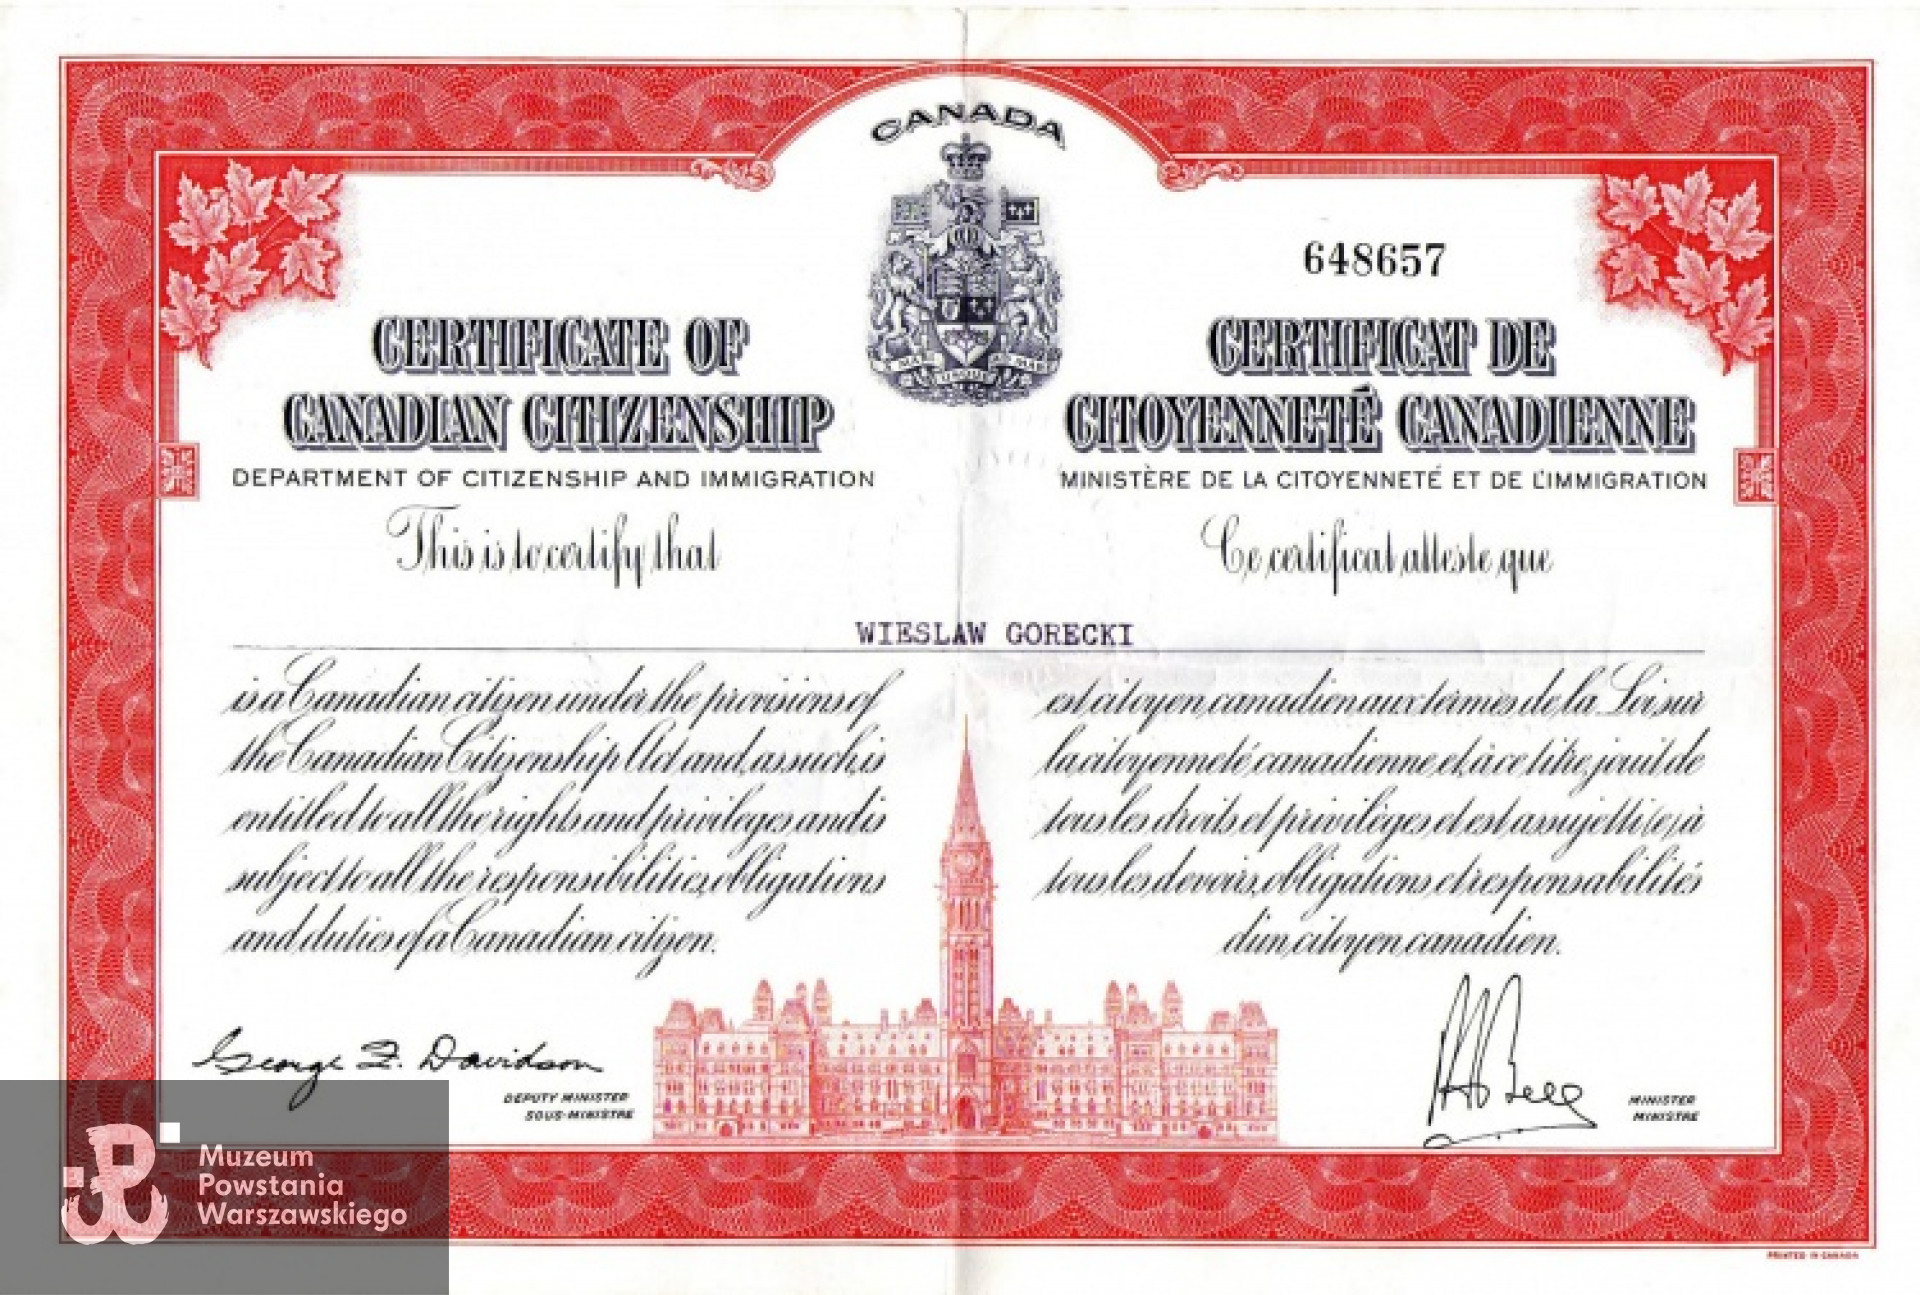 CANADA
648657
CERTIFICATE OF
CANADIAN CITIZENSHIP
DEPARTMENT OF CITIZENSHIP AND IMMIGRATION
This is to certify that
CERTIFICAT DE
CITOYENNETÉ CANADIENNE
MINISTÈRE DE LA CITOYENNETÉ ET DE L'IMMIGRATION
Ce certificat atteste que
WIESLAW GORECKI
is a Canadian citizen under the provisions of
the Canadian Citizenship Act and, as such, is
entitled to all the rights and privileges and is
subject to all the responsibilities, obligations
and duties of a Canadian citizen.
est citoyen canadien aux termes de la Loi sur
la citoyenneté canadienne et, à ce titre, jouit de
tous les droits et privilèges et est assujetti(e) à
tous les devoirs, obligations et responsabilités
d'un citoyen canadien.
George F. Davidson
DEPUTY MINISTER
SOUS-MINISTRE
MINISTER
MINISTRE
Muzeum
Powstania
Warszawskiego
PRINTED IN CANADA